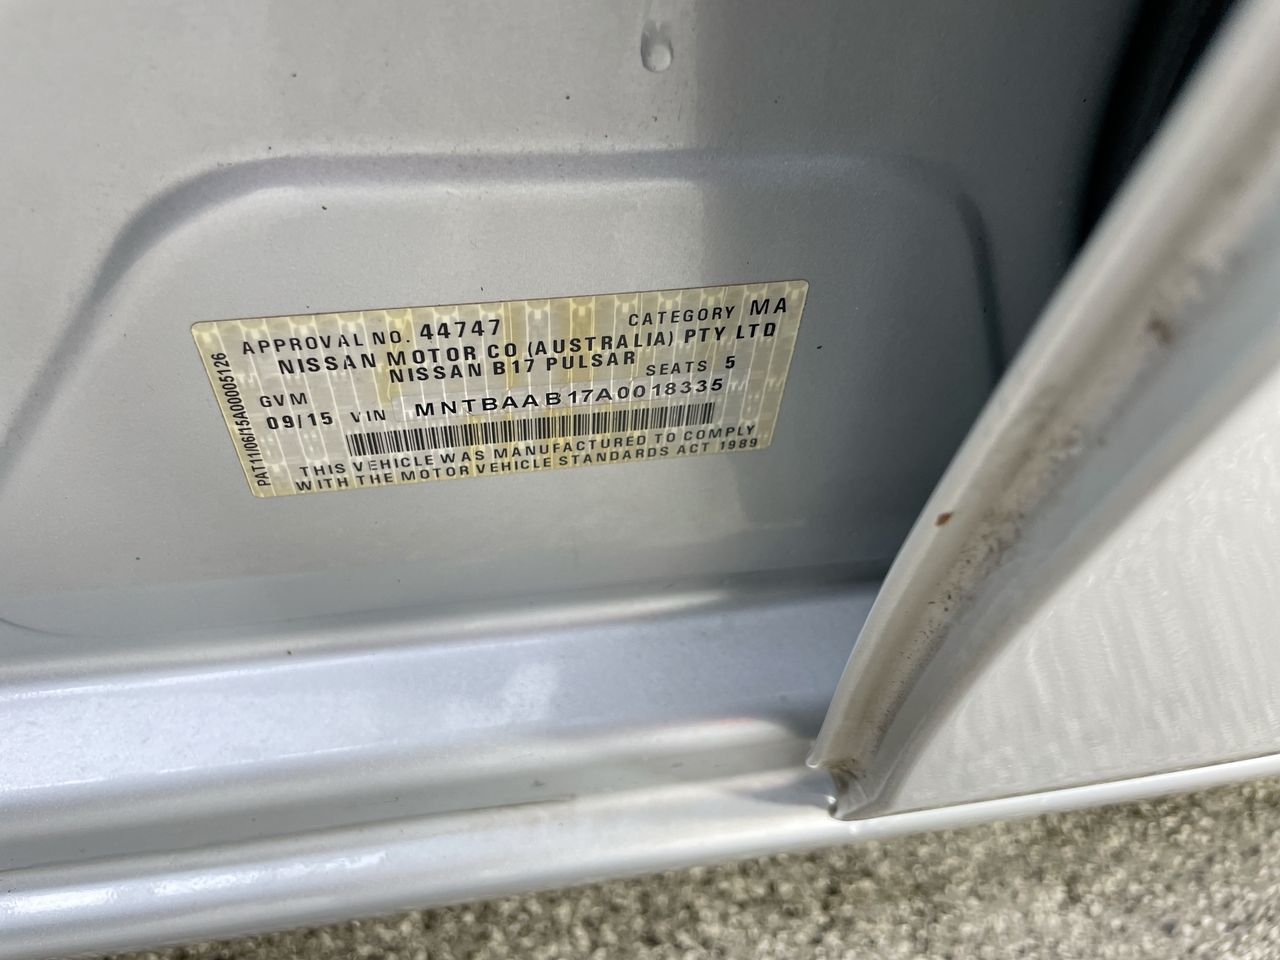 APPROVAL NO. 44747 CATEGORY MA
NISSAN MOTOR CO (AUSTRALIA) PTY LTD
NISSAN B17 PULSAR
GVM SEATS 5
09/15 VIN MNTBAAB17A0018335
THIS VEHICLE WAS MANUFACTURED TO COMPLY
WITH THE MOTOR VEHICLE STANDARDS ACT 1989
PAT11/06/15A00005126